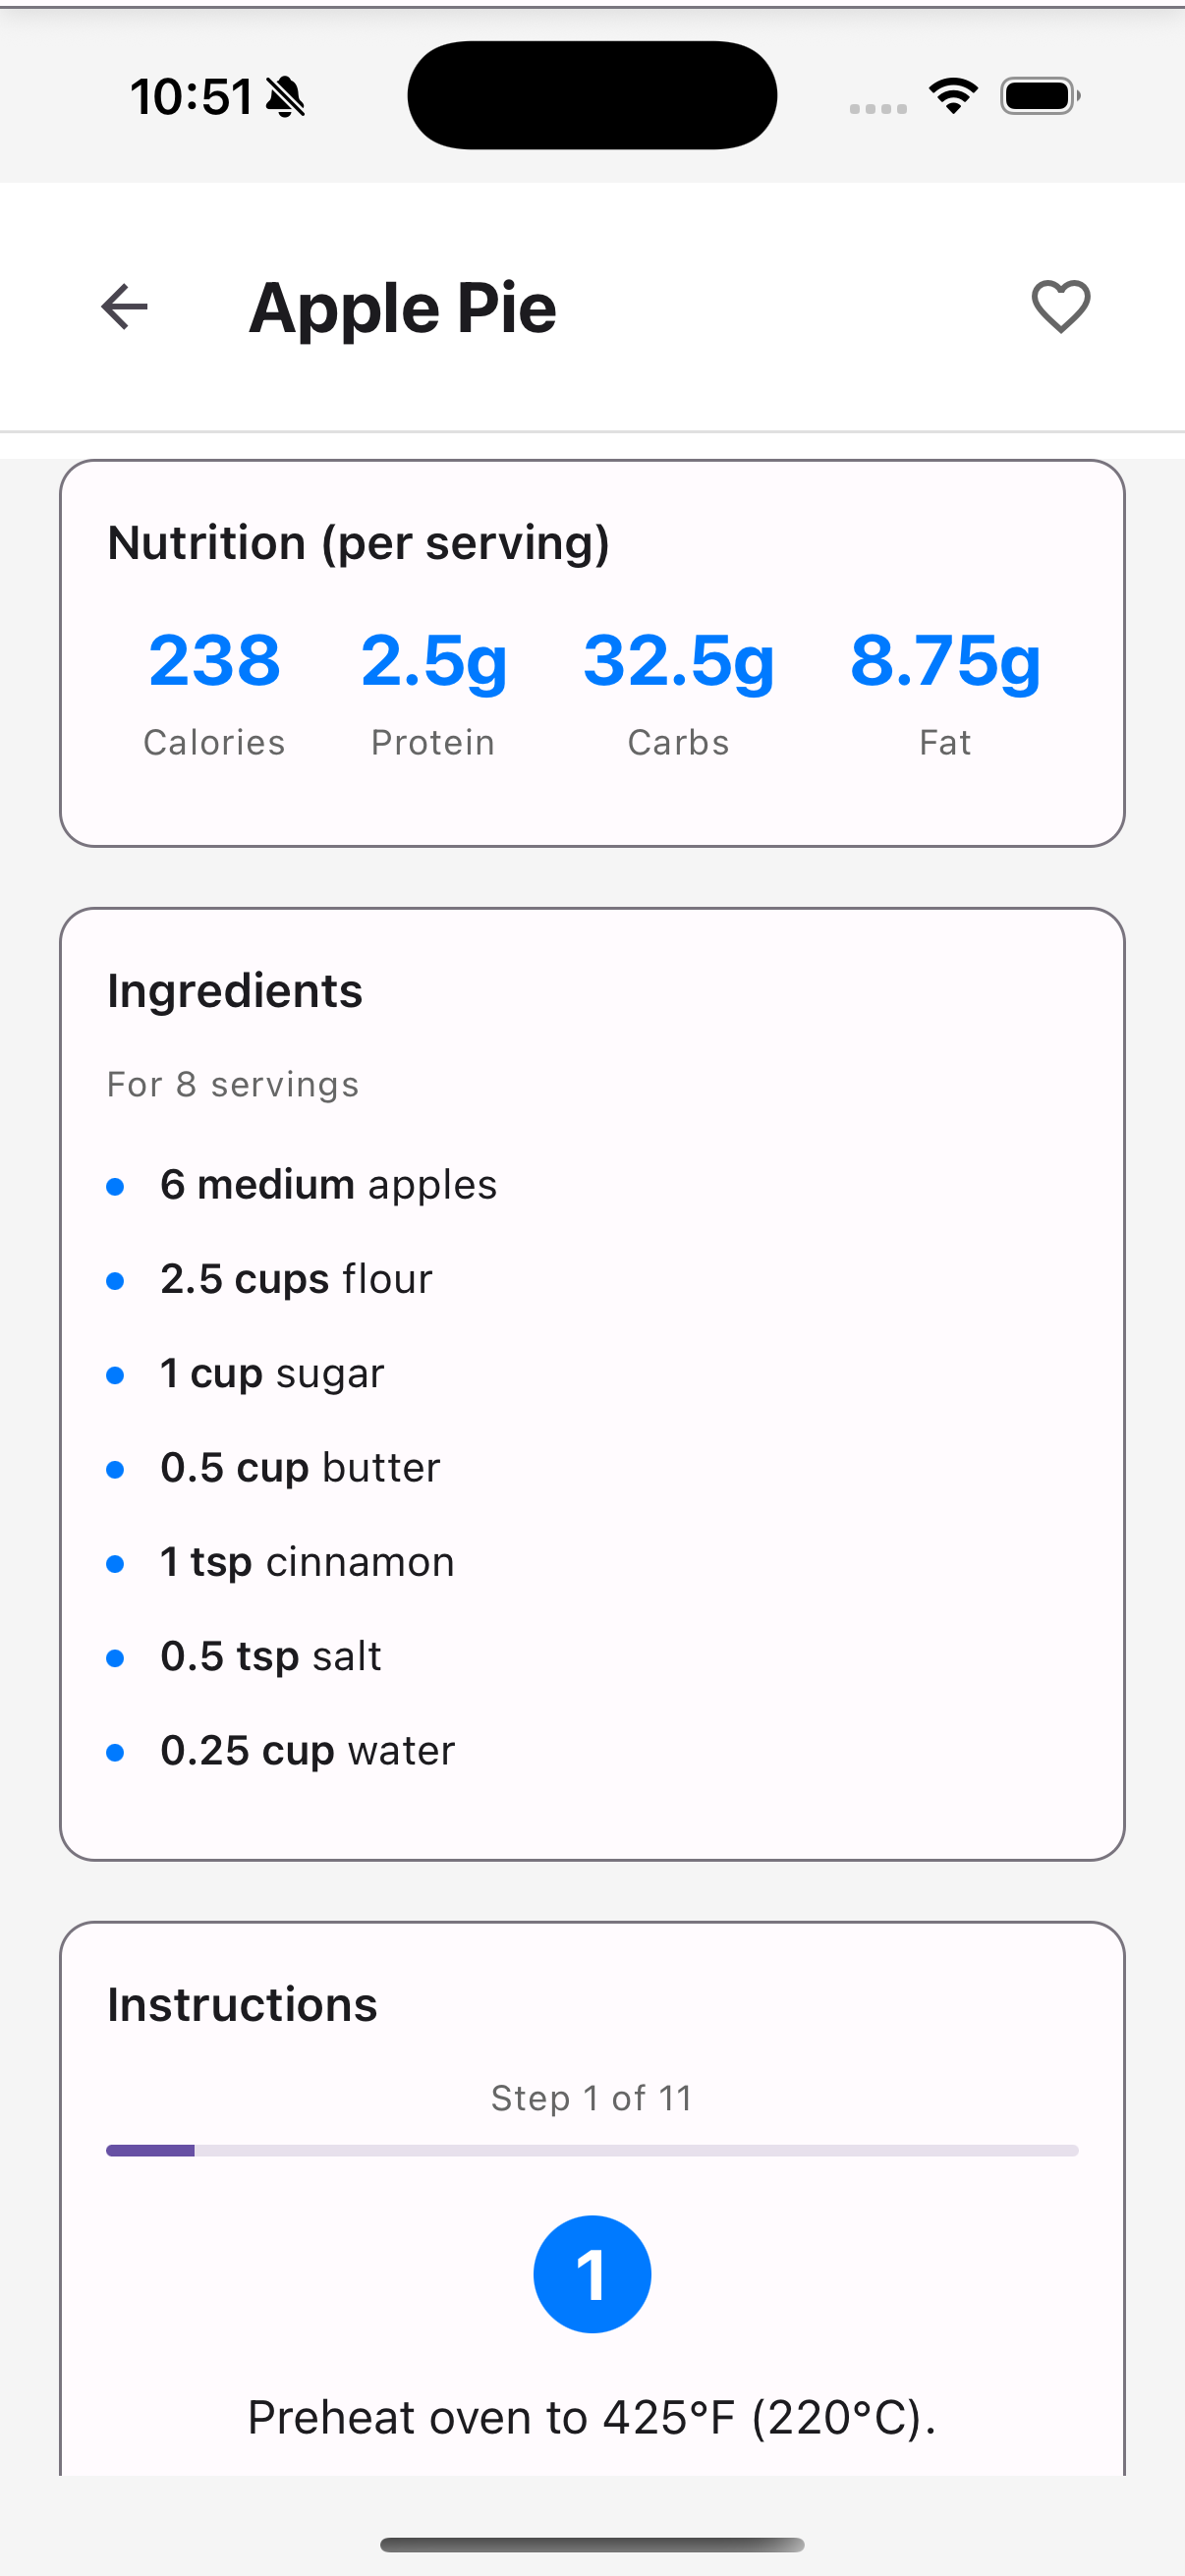 10:51
Apple Pie
Nutrition (per serving)
238 2.5g 32.5g 8.75g
Calories Protein Carbs Fat
Ingredients
For 8 servings
6 medium apples
2.5 cups flour
1 cup sugar
0.5 cup butter
1 tsp cinnamon
0.5 tsp salt
0.25 cup water
Instructions
Step 1 of 11
1
Preheat oven to 425°F (220°C).